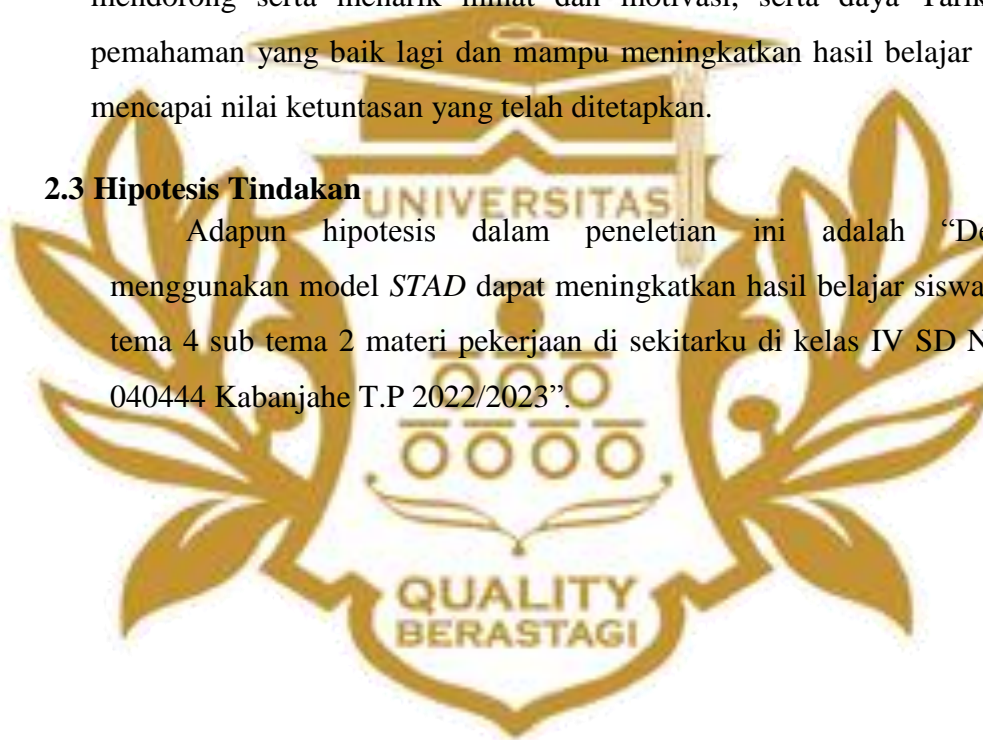 mendorong serta menarik minat dan motivasi, serta daya Tarik
pemahaman yang baik lagi dan mampu meningkatkan hasil belajar
mencapai nilai ketuntasan yang telah ditetapkan.
2.3 Hipotesis Tindakan
UNIVERSITAS
Adapun hipotesis dalam peneletian ini adalah “De
menggunakan model STAD dapat meningkatkan hasil belajar siswa
tema 4 sub tema 2 materi pekerjaan di sekitarku di kelas IV SD N
040444 Kabanjahe T.P 2022/2023”.
QUALITY
BERASTAGI